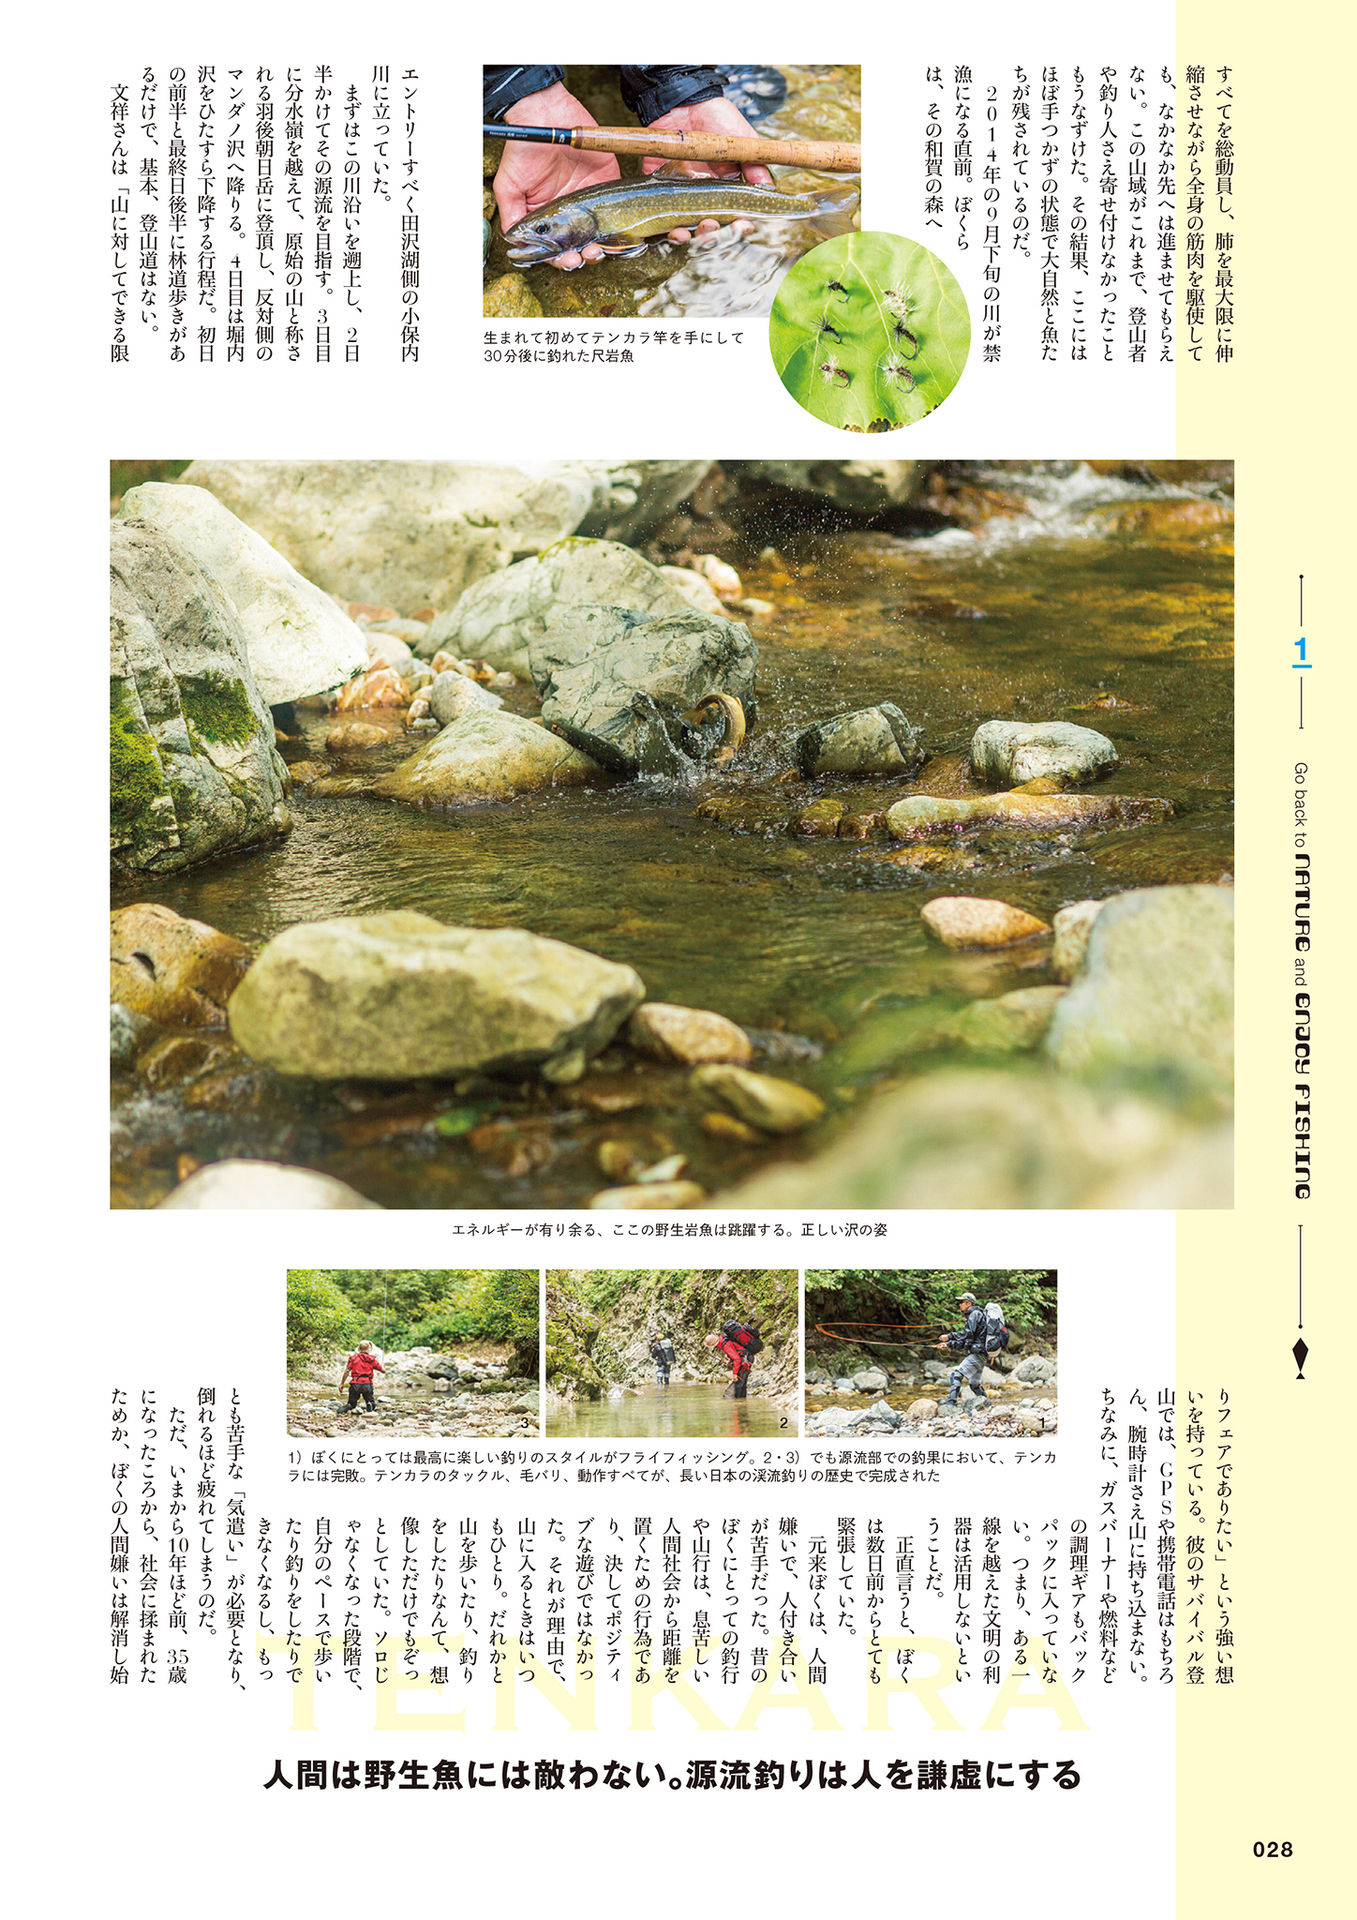 すべてを総動員し、肺を最大限に伸
縮させながら全身の筋肉を駆使して
も、なかなか先へは進ませてもらえ
ない。この山域がこれまで、登山者
や釣り人さえ寄せ付けなかったこと
もうなずけた。その結果、ここには
ほぼ手つかずの状態で大自然と魚た
ちが残されているのだ。
2014年の9月下旬の川が禁
漁になる直前。ぼくら
は、その和賀の森へ
エントリーすべく田沢湖側の小保内
川に立っていた。
まずはこの川沿いを遡上し、2日
半かけてその源流を目指す。3日目
に分水嶺を越えて、原始の山と称さ
れる羽後朝日岳に登頂し、反対側の
マンダノ沢へ降りる。4日目は堀内
沢をひたすら下降する行程だ。初日
の前半と最終日後半に林道歩きがあ
るだけで、基本、登山道はない。
文祥さんは「山に対してできる限
生まれて初めてテンカラ竿を手にして
30分後に釣れた尺岩魚
エネルギーが有り余る、ここの野生岩魚は跳躍する。正しい沢の姿
1
Go back to NATURE and ENJOY FISHING
3
2
1
1）ぼくにとっては最高に楽しい釣りのスタイルがフライフィッシング。2・3）でも源流部での釣果において、テンカ
ラには完敗。テンカラのタックル、毛バリ、動作すべてが、長い日本の渓流釣りの歴史で完成された
りフェアでありたい」という強い想
いを持っている。彼のサバイバル登
山では、GPSや携帯電話はもちろ
ん、腕時計さえ山に持ち込まない。
ちなみに、ガスバーナーや燃料など
の調理ギアもバック
パックに入っていな
い。つまり、ある一
線を越えた文明の利
器は活用しないとい
うことだ。
正直言うと、ぼく
は数日前からとても
緊張していた。
元来ぼくは、人間
嫌いで、人付き合い
が苦手だった。昔の
ぼくにとっての釣行
や山行は、息苦しい
人間社会から距離を
置くための行為であ
り、決してポジティ
ブな遊びではなかっ
た。それが理由で、
山に入るときはいつ
もひとり。だれかと
山を歩いたり、釣り
をしたりなんて、想
像しただけでもぞっ
としていた。ソロじ
ゃなくなった段階で、
自分のペースで歩い
たり釣りをしたりで
きなくなるし、もっ
とも苦手な「気遣い」が必要となり、
倒れるほど疲れてしまうのだ。
ただ、いまから10年ほど前、35歳
になったころから、社会に揉まれた
ためか、ぼくの人間嫌いは解消し始
TENKARA
人間は野生魚には敵わない。源流釣りは人を謙虚にする
028